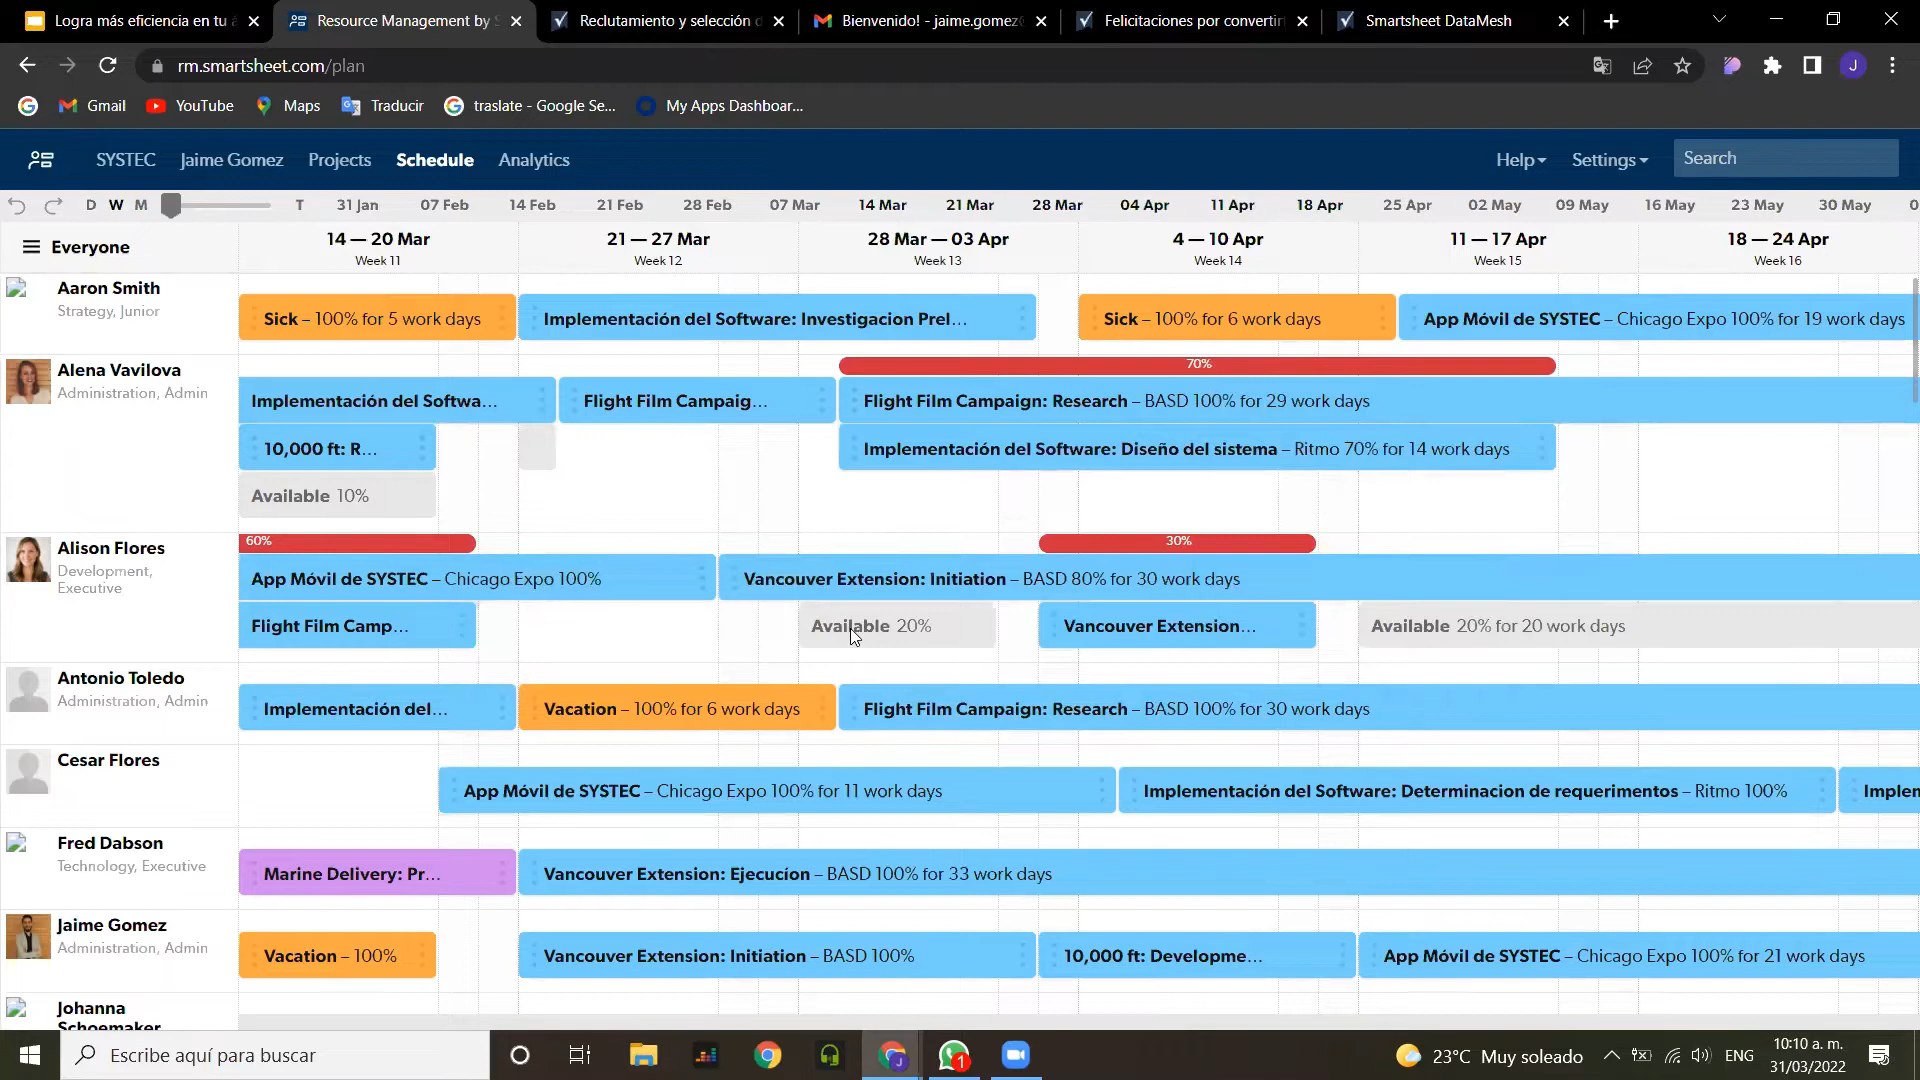 Logra más eficiencia en tu á
Resource Management by S
Reclutamiento y selección d
Bienvenido! - jaime.gomez@
Felicitaciones por convertir
Smartsheet DataMesh
rm.smartsheet.com/plan
J
Gmail
YouTube
Maps
Traducir
traslate - Google Se...
My Apps Dashboar...
SYSTEC
Jaime Gomez
Projects
Schedule
Analytics
Help
Settings
Search
D W M
T
31 Jan
07 Feb
14 Feb
21 Feb
28 Feb
07 Mar
14 Mar
21 Mar
28 Mar
04 Apr
11 Apr
18 Apr
25 Apr
02 May
09 May
16 May
23 May
30 May
Everyone
14 — 20 Mar
Week 11
21 — 27 Mar
Week 12
28 Mar — 03 Apr
Week 13
4 — 10 Apr
Week 14
11 — 17 Apr
Week 15
18 — 24 Apr
Week 16
Aaron Smith
Strategy, Junior
Sick – 100% for 5 work days
Implementación del Software: Investigacion Prel...
Sick – 100% for 6 work days
App Móvil de SYSTEC – Chicago Expo 100% for 19 work days
Alena Vavilova
Administration, Admin
70%
Implementación del Softwa...
Flight Film Campaig...
Flight Film Campaign: Research – BASD 100% for 29 work days
10,000 ft: R...
Implementación del Software: Diseño del sistema – Ritmo 70% for 14 work days
Available 10%
Alison Flores
Development,
Executive
60%
30%
App Móvil de SYSTEC – Chicago Expo 100%
Vancouver Extension: Initiation – BASD 80% for 30 work days
Flight Film Camp...
Available 20%
Vancouver Extension...
Available 20% for 20 work days
Antonio Toledo
Administration, Admin
Implementación del...
Vacation – 100% for 6 work days
Flight Film Campaign: Research – BASD 100% for 30 work days
Cesar Flores
App Móvil de SYSTEC – Chicago Expo 100% for 11 work days
Implementación del Software: Determinacion de requerimentos – Ritmo 100%
Implen
Fred Dabson
Technology, Executive
Marine Delivery: Pr...
Vancouver Extension: Ejecucíon – BASD 100% for 33 work days
Jaime Gomez
Administration, Admin
Vacation – 100%
Vancouver Extension: Initiation – BASD 100%
10,000 ft: Developme...
App Móvil de SYSTEC – Chicago Expo 100% for 21 work days
Johanna
Schoemaker
Escribe aquí para buscar
J
1
23°C Muy soleado
ENG
10:10 a. m.
31/03/2022